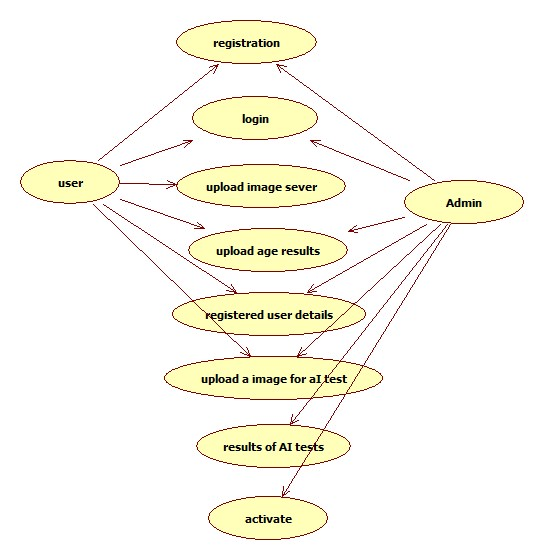 registration
login
user
upload image sever
Admin
upload age results
registered user details
upload a image for aI test
results of AI tests
activate